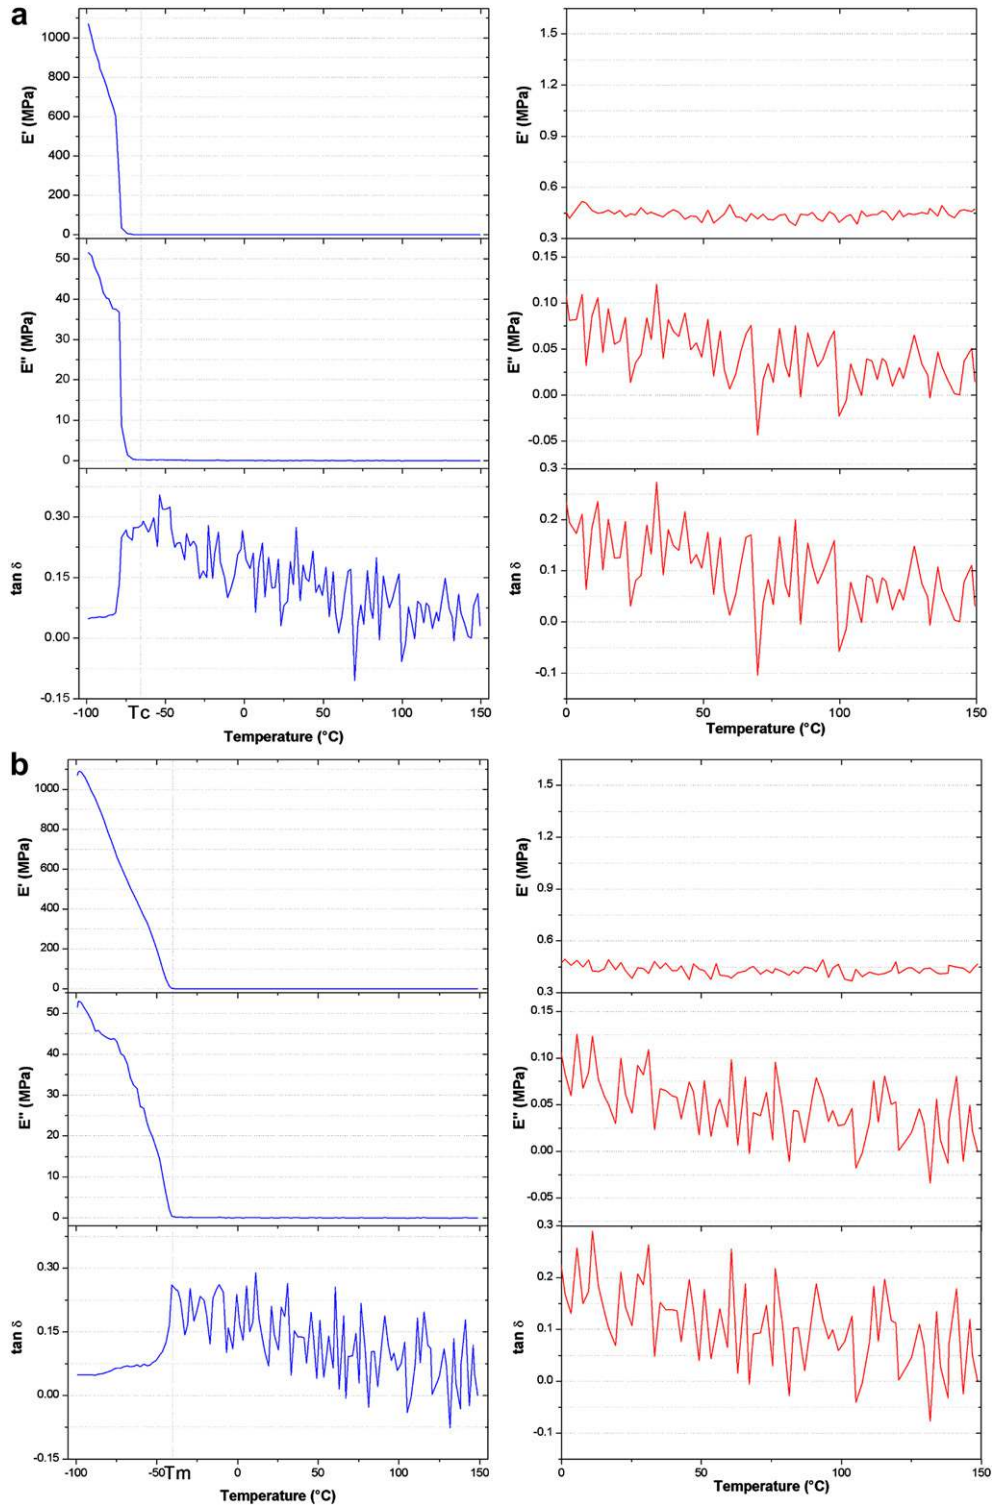 a
1000
800
600
400
200
0
E' (MPa)
50
40
30
20
10
0
E'' (MPa)
0.30
0.15
0.00
-0.15
tan δ
-100 Tc -50 0 50 100 150
Temperature (°C)
1.5
1.2
0.9
0.6
0.3
E' (MPa)
0.15
0.10
0.05
0.00
-0.05
E'' (MPa)
0.3
0.2
0.1
0.0
-0.1
tan δ
0 50 100 150
Temperature (°C)
b
1000
800
600
400
200
0
E' (MPa)
50
40
30
20
10
0
E'' (MPa)
0.30
0.15
0.00
-0.15
tan δ
-100 -50 Tm 0 50 100 150
Temperature (°C)
1.5
1.2
0.9
0.6
0.3
E' (MPa)
0.15
0.10
0.05
0.00
-0.05
E'' (MPa)
0.3
0.2
0.1
0.0
-0.1
tan δ
0 50 100 150
Temperature (°C)